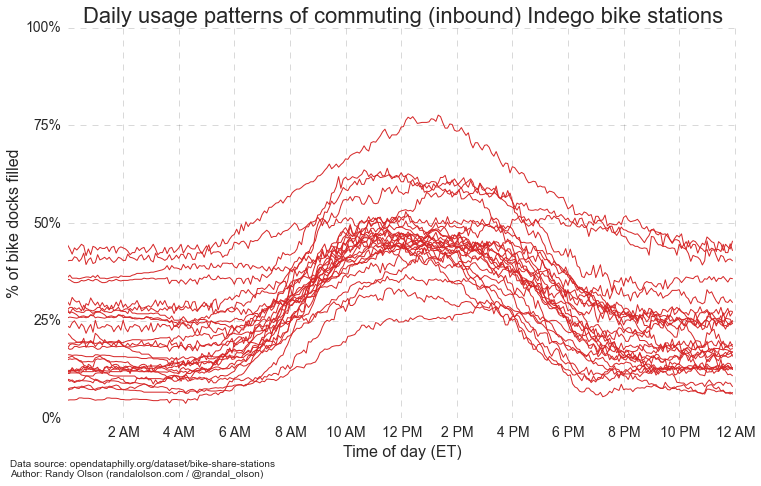 Daily usage patterns of commuting (inbound) Indego bike stations
100%
75%
50%
25%
0%
% of bike docks filled
2 AM 4 AM 6 AM 8 AM 10 AM 12 PM 2 PM 4 PM 6 PM 8 PM 10 PM 12 AM
Time of day (ET)
Data source: opendataphilly.org/dataset/bike-share-stations
Author: Randy Olson (randalolson.com / @randal_olson)